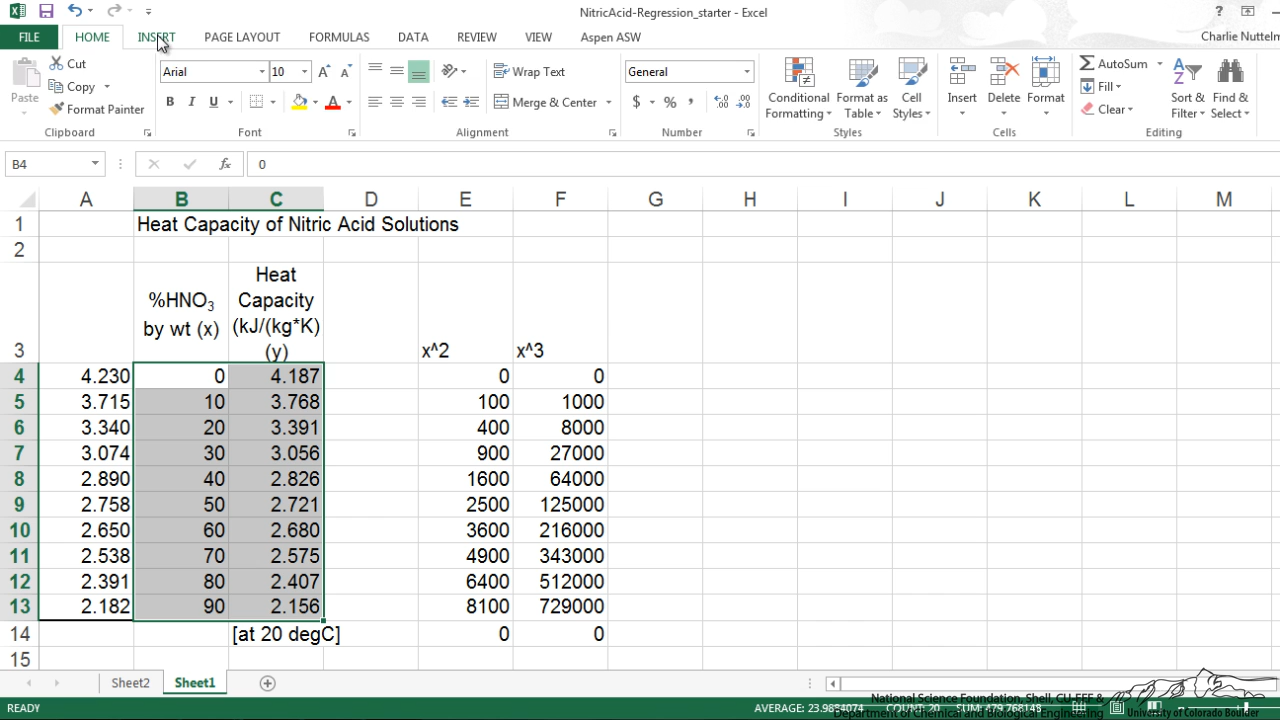 NitricAcid-Regression_starter - Excel
?
FILE HOME INSERT PAGE LAYOUT FORMULAS DATA REVIEW VIEW Aspen ASW Charlie Nuttelm
Paste
Cut
Copy
Format Painter
Clipboard
Arial 10
B I U
Font
Wrap Text
Merge & Center
Alignment
General
$ % ,
Number
Conditional Formatting
Format as Table
Cell Styles
Styles
Insert Delete Format
Cells
AutoSum
Fill
Clear
Sort & Filter
Find & Select
Editing
B4 fx 0
A B C D E F G H I J K L M
1 Heat Capacity of Nitric Acid Solutions
2
3 %HNO₃ by wt (x) Heat Capacity (kJ/(kg*K) (y) x^2 x^3
4 4.230 0 4.187 0 0
5 3.715 10 3.768 100 1000
6 3.340 20 3.391 400 8000
7 3.074 30 3.056 900 27000
8 2.890 40 2.826 1600 64000
9 2.758 50 2.721 2500 125000
10 2.650 60 2.680 3600 216000
11 2.538 70 2.575 4900 343000
12 2.391 80 2.407 6400 512000
13 2.182 90 2.156 8100 729000
14 [at 20 degC] 0 0
15
Sheet2 Sheet1
National Science Foundation, Shell, CU-EEF &
READY AVERAGE: 23.9884074 COUNT: 20 SUM: 479.768148
Department of Chemical and Biological Engineering
University of Colorado Boulder